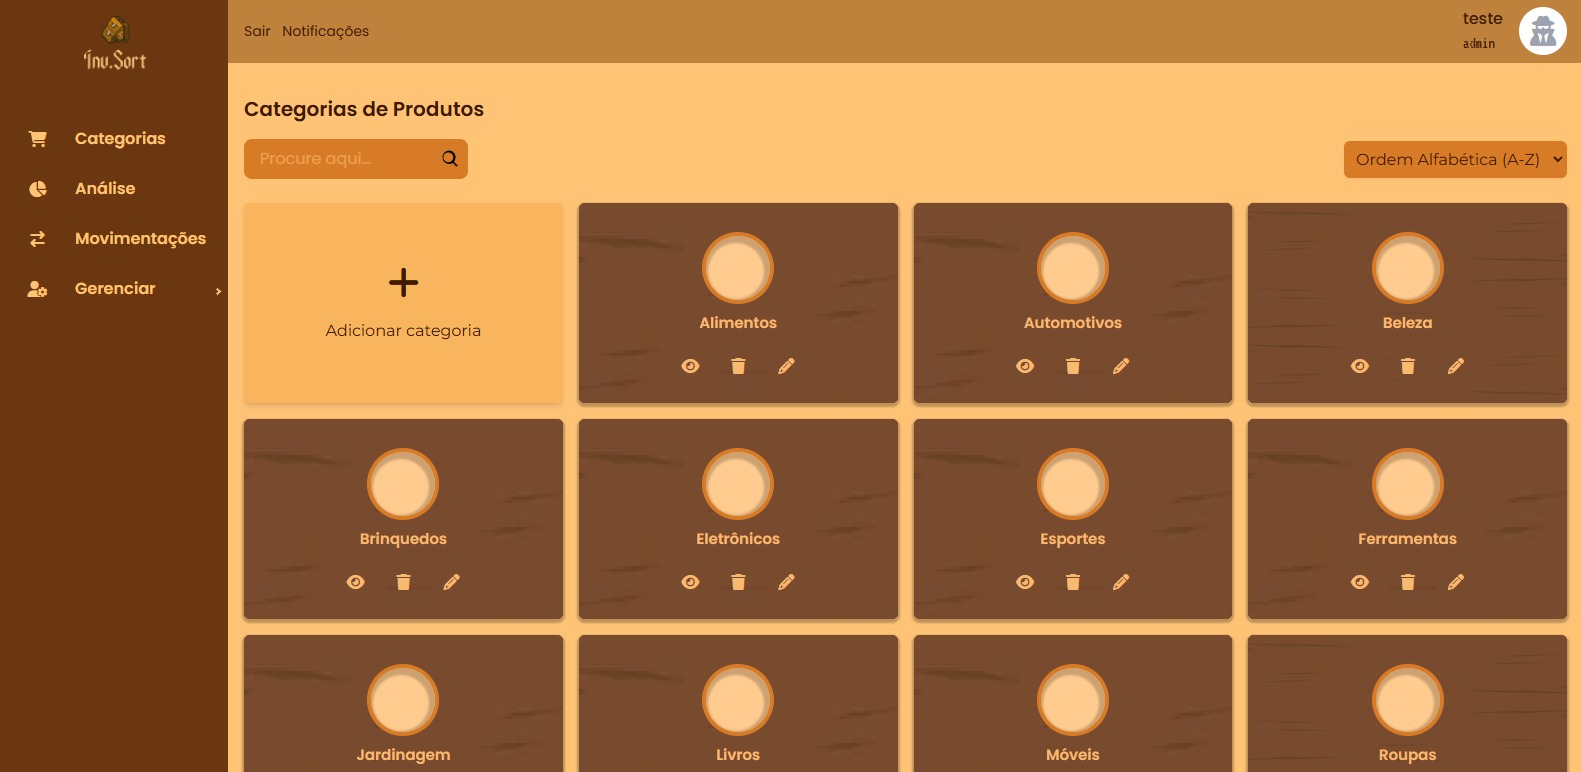 Inv.Sort
Sair Notificações
teste
admin
Categorias
Análise
Movimentações
Gerenciar
Categorias de Produtos
Procure aqui...
Ordem Alfabética (A-Z)
Adicionar categoria
Alimentos
Automotivos
Beleza
Brinquedos
Eletrônicos
Esportes
Ferramentas
Jardinagem
Livros
Móveis
Roupas